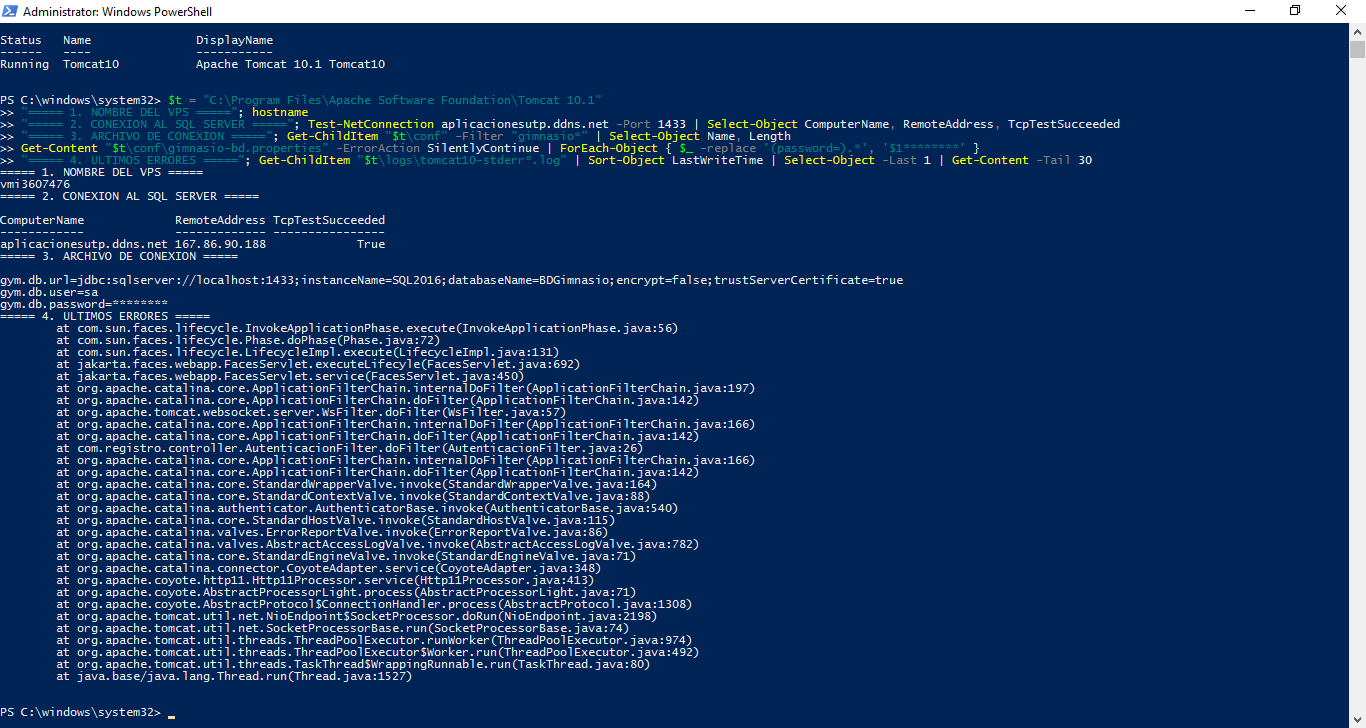 Administrator: Windows PowerShell
Status   Name               DisplayName
------   ----               -----------
Running  Tomcat10           Apache Tomcat 10.1 Tomcat10
PS C:\windows\system32> $t = "C:\Program Files\Apache Software Foundation\Tomcat 10.1"
>> "===== 1. NOMBRE DEL VPS ====="; hostname
>> "===== 2. CONEXION AL SQL SERVER ====="; Test-NetConnection aplicacionesutp.ddns.net -Port 1433 | Select-Object ComputerName, RemoteAddress, TcpTestSucceeded
>> "===== 3. ARCHIVO DE CONEXION ====="; Get-ChildItem "$t\conf" -Filter "gimnasio*" | Select-Object Name, Length
>> Get-Content "$t\conf\gimnasio-bd.properties" -ErrorAction SilentlyContinue | ForEach-Object { $_ -replace '(password=).*', '$1********' }
>> "===== 4. ULTIMOS ERRORES ====="; Get-ChildItem "$t\logs\tomcat10-stderr*.log" | Sort-Object LastWriteTime | Select-Object -Last 1 | Get-Content -Tail 30
===== 1. NOMBRE DEL VPS =====
vmi3607476
===== 2. CONEXION AL SQL SERVER =====
ComputerName             RemoteAddress TcpTestSucceeded
------------             ------------- ----------------
aplicacionesutp.ddns.net 167.86.90.188             True
===== 3. ARCHIVO DE CONEXION =====
gym.db.url=jdbc:sqlserver://localhost:1433;instanceName=SQL2016;databaseName=BDGimnasio;encrypt=false;trustServerCertificate=true
gym.db.user=sa
gym.db.password=********
===== 4. ULTIMOS ERRORES =====
at com.sun.faces.lifecycle.InvokeApplicationPhase.execute(InvokeApplicationPhase.java:56)
at com.sun.faces.lifecycle.Phase.doPhase(Phase.java:72)
at com.sun.faces.lifecycle.LifecycleImpl.execute(LifecycleImpl.java:131)
at jakarta.faces.webapp.FacesServlet.executeLifecyle(FacesServlet.java:692)
at jakarta.faces.webapp.FacesServlet.service(FacesServlet.java:450)
at org.apache.catalina.core.ApplicationFilterChain.internalDoFilter(ApplicationFilterChain.java:197)
at org.apache.catalina.core.ApplicationFilterChain.doFilter(ApplicationFilterChain.java:142)
at org.apache.tomcat.websocket.server.WsFilter.doFilter(WsFilter.java:57)
at org.apache.catalina.core.ApplicationFilterChain.internalDoFilter(ApplicationFilterChain.java:166)
at org.apache.catalina.core.ApplicationFilterChain.doFilter(ApplicationFilterChain.java:142)
at com.registro.controller.AutenticacionFilter.doFilter(AutenticacionFilter.java:26)
at org.apache.catalina.core.ApplicationFilterChain.internalDoFilter(ApplicationFilterChain.java:166)
at org.apache.catalina.core.ApplicationFilterChain.doFilter(ApplicationFilterChain.java:142)
at org.apache.catalina.core.StandardWrapperValve.invoke(StandardWrapperValve.java:164)
at org.apache.catalina.core.StandardContextValve.invoke(StandardContextValve.java:88)
at org.apache.catalina.authenticator.AuthenticatorBase.invoke(AuthenticatorBase.java:540)
at org.apache.catalina.core.StandardHostValve.invoke(StandardHostValve.java:115)
at org.apache.catalina.valves.ErrorReportValve.invoke(ErrorReportValve.java:86)
at org.apache.catalina.valves.AbstractAccessLogValve.invoke(AbstractAccessLogValve.java:782)
at org.apache.catalina.core.StandardEngineValve.invoke(StandardEngineValve.java:71)
at org.apache.catalina.connector.CoyoteAdapter.service(CoyoteAdapter.java:348)
at org.apache.coyote.http11.Http11Processor.service(Http11Processor.java:413)
at org.apache.coyote.AbstractProcessorLight.process(AbstractProcessorLight.java:71)
at org.apache.coyote.AbstractProtocol$ConnectionHandler.process(AbstractProtocol.java:1308)
at org.apache.tomcat.util.net.NioEndpoint$SocketProcessor.doRun(NioEndpoint.java:2198)
at org.apache.tomcat.util.net.SocketProcessorBase.run(SocketProcessorBase.java:74)
at org.apache.tomcat.util.threads.ThreadPoolExecutor.runWorker(ThreadPoolExecutor.java:974)
at org.apache.tomcat.util.threads.ThreadPoolExecutor$Worker.run(ThreadPoolExecutor.java:492)
at org.apache.tomcat.util.threads.TaskThread$WrappingRunnable.run(TaskThread.java:80)
at java.base/java.lang.Thread.run(Thread.java:1527)
PS C:\windows\system32>